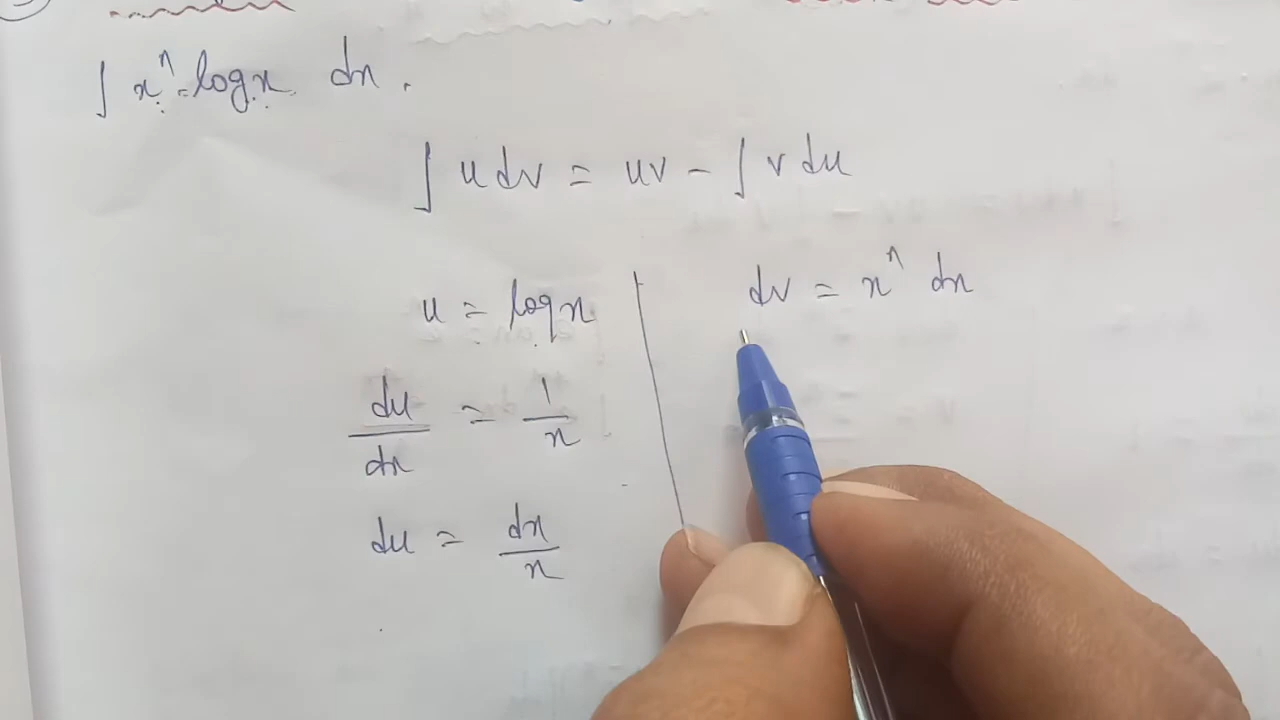 ∫ xⁿ log x dx.
∫ u dv = uv - ∫ v du
u = log x
du/dx = 1/x
du = dx/x
dv = xⁿ dx